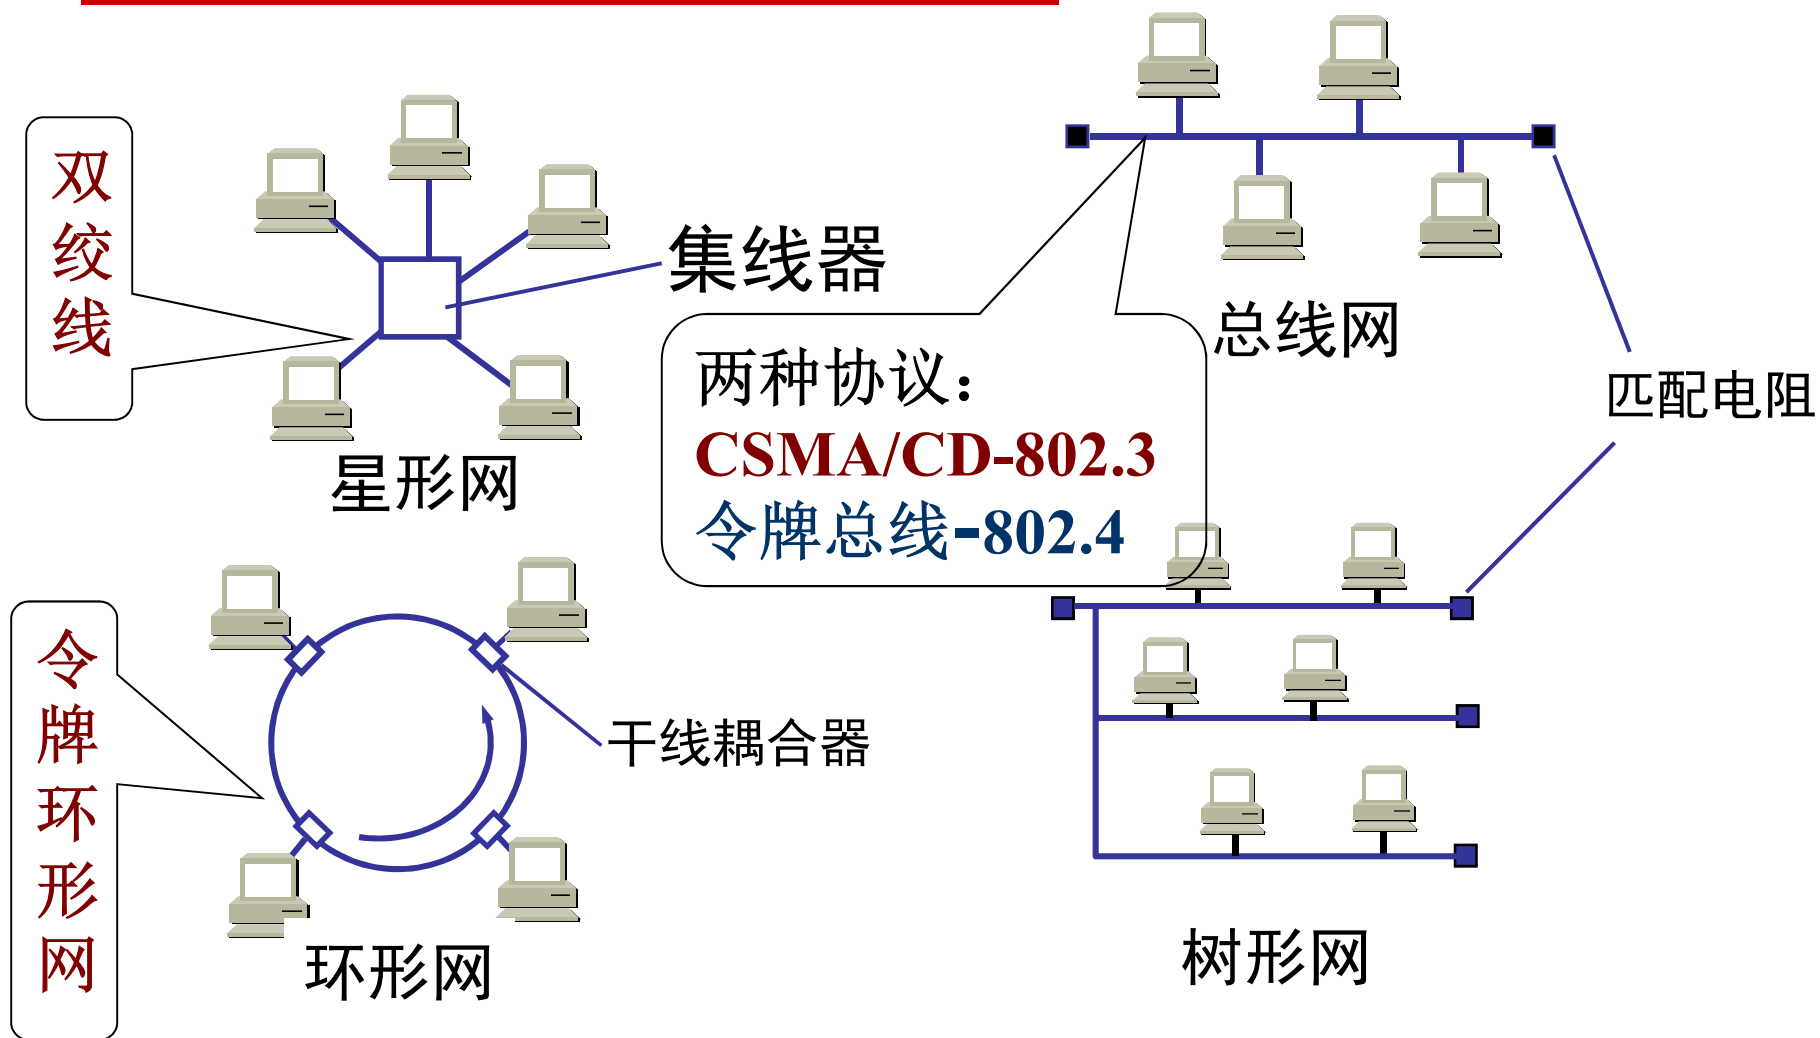 双绞线
集线器
星形网
总线网
匹配电阻
两种协议：
CSMA/CD-802.3
令牌总线-802.4
令牌环形网
干线耦合器
环形网
树形网